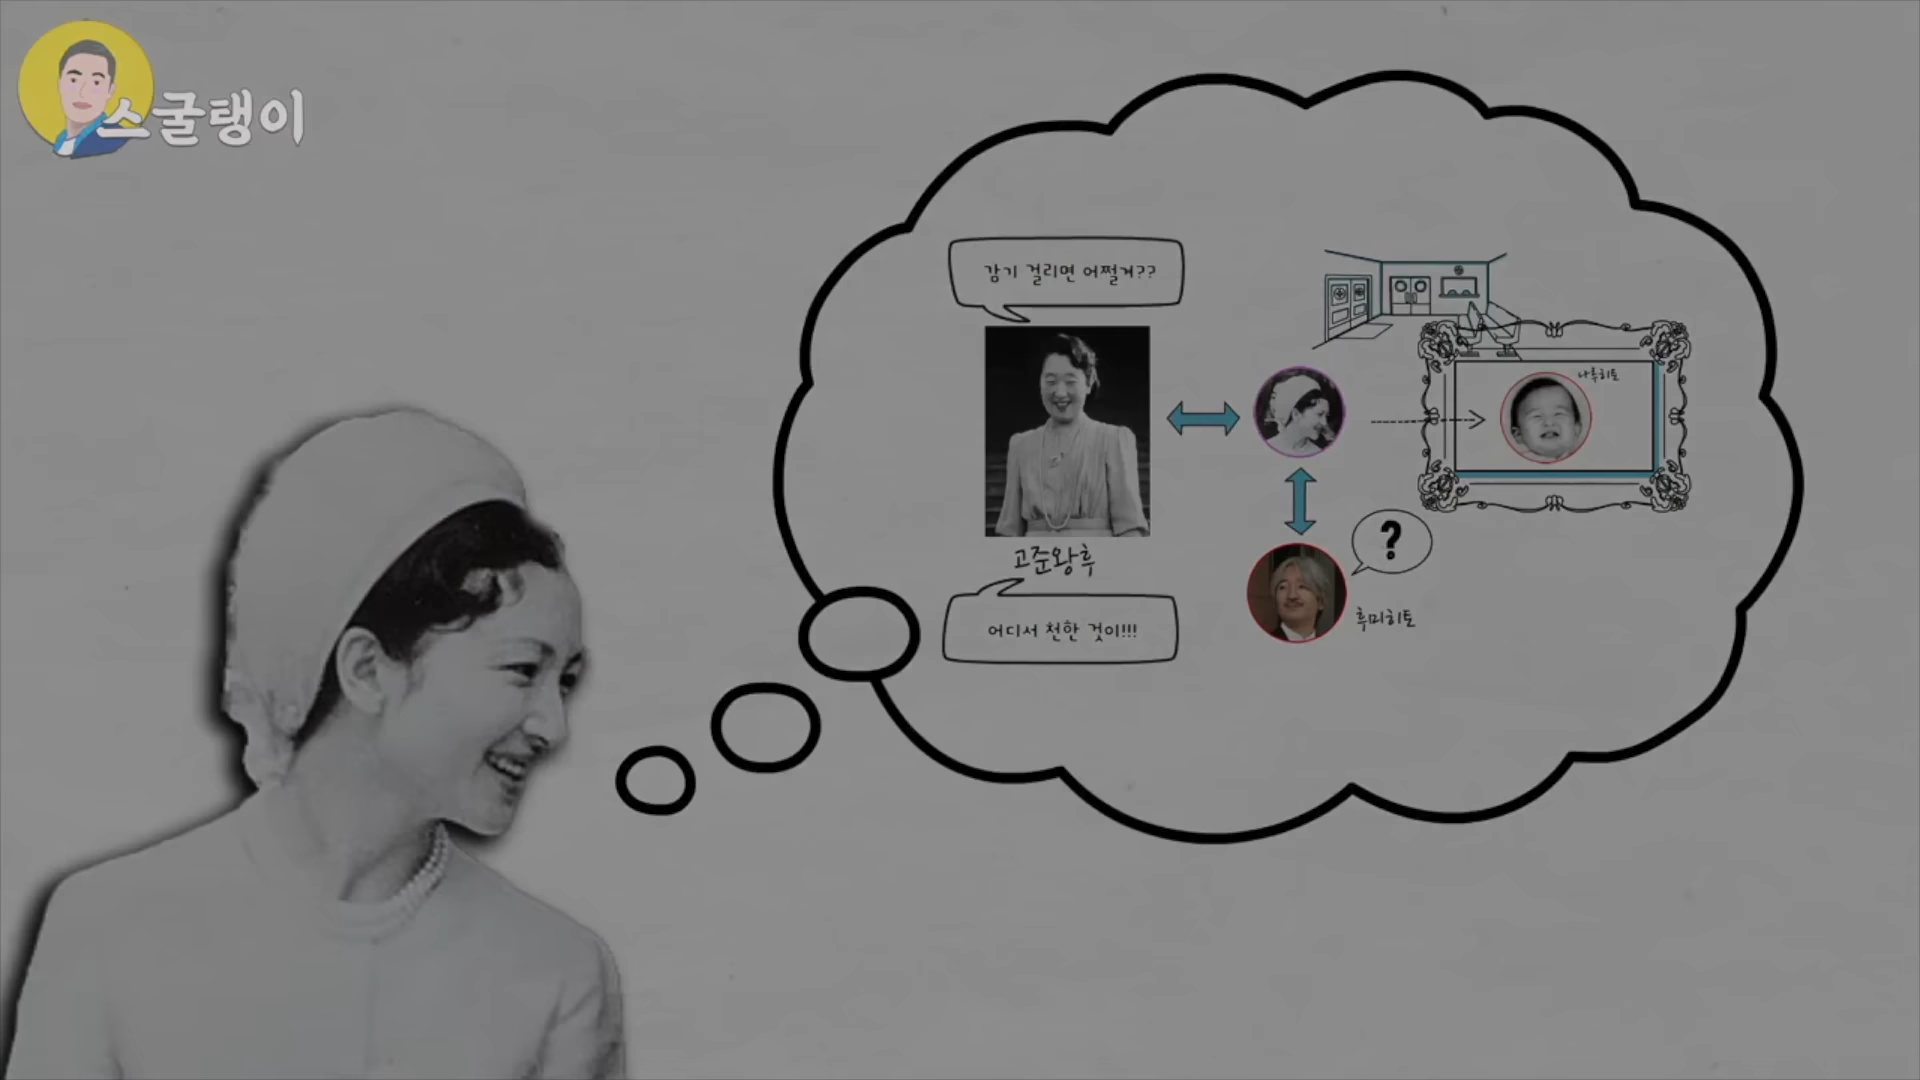 스굴탱이
감기 걸리면 어쩔거??
나루히토
고준왕후
?
후미히토
어디서 천한 것이!!!